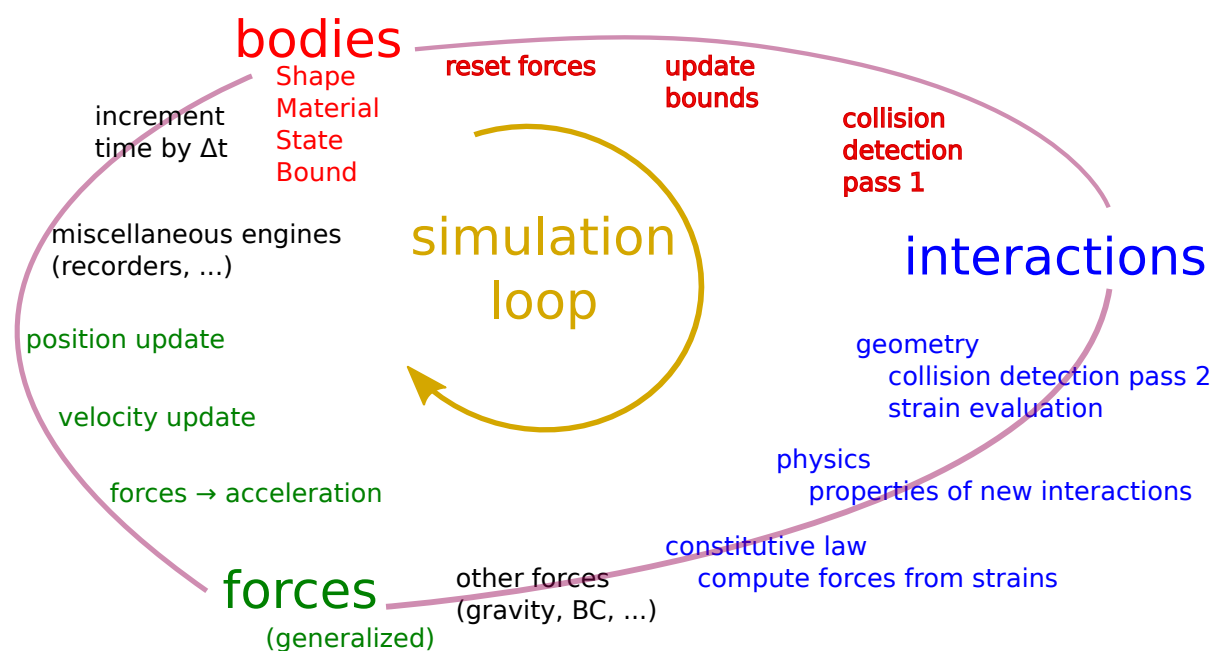 bodies
Shape
Material
State
Bound
reset forces
update
bounds
collision
detection
pass 1
interactions
geometry
collision detection pass 2
strain evaluation
physics
properties of new interactions
constitutive law
compute forces from strains
other forces
(gravity, BC, ...)
forces
(generalized)
forces → acceleration
velocity update
position update
miscellaneous engines
(recorders, ...)
increment
time by Δt
simulation
loop